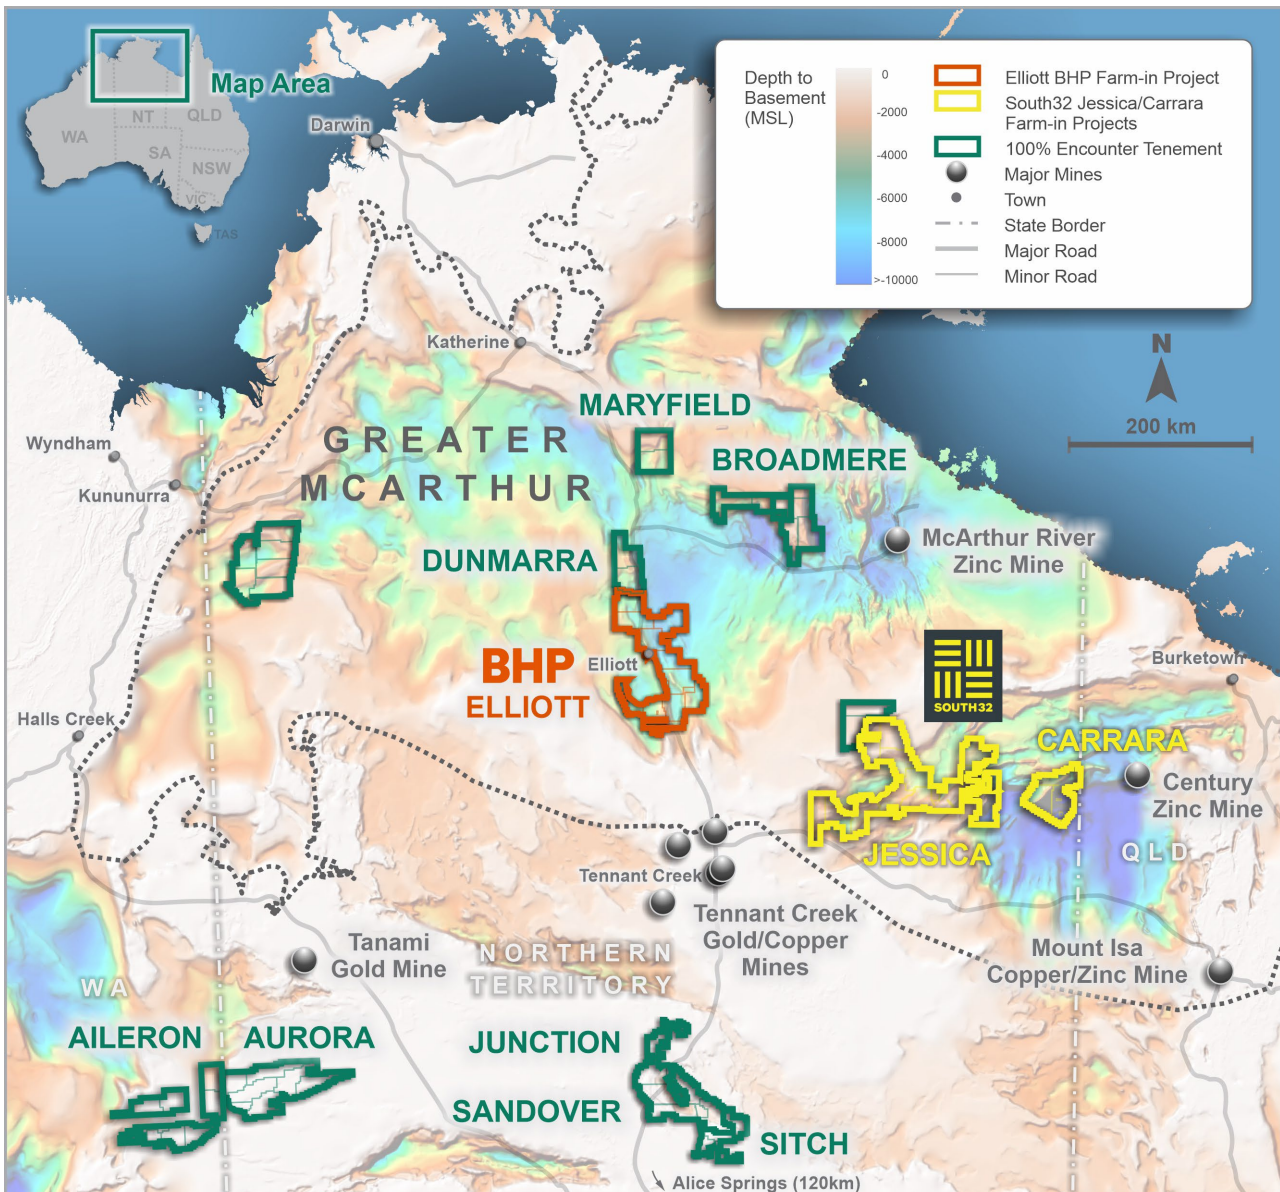 Map Area
NT
QLD
WA
SA
NSW
VIC
TAS
Darwin
Depth to
Basement
(MSL)
0
-2000
-4000
-6000
-8000
>-10000
Elliott BHP Farm-in Project
South32 Jessica/Carrara
Farm-in Projects
100% Encounter Tenement
Major Mines
Town
State Border
Major Road
Minor Road
N
200 km
Katherine
MARYFIELD
GREATER
MCARTHUR
BROADMERE
Wyndham
Kununurra
DUNMARRA
McArthur River
Zinc Mine
BHP
ELLIOTT
Elliott
SOUTH32
Burketown
Halls Creek
CARRARA
Century
Zinc Mine
JESSICA
QLD
Tennant Creek
Tennant Creek
Gold/Copper
Mines
Tanami
Gold Mine
NORTHERN
TERRITORY
Mount Isa
Copper/Zinc Mine
WA
AILERON
AURORA
JUNCTION
SANDOVER
SITCH
Alice Springs (120km)